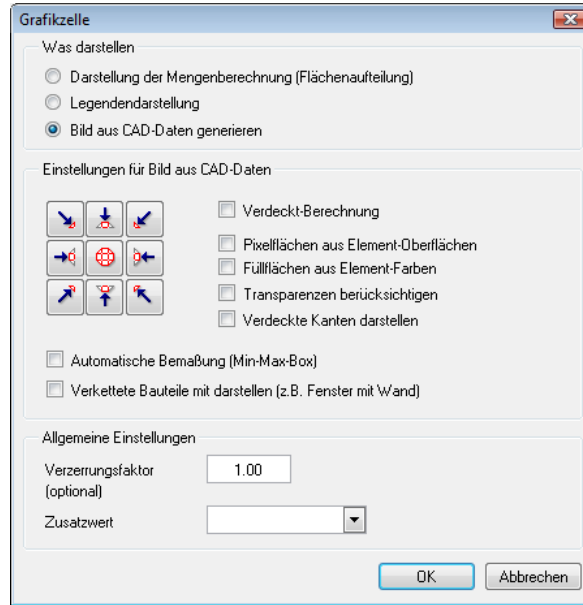 Grafikzelle
Was darstellen
Darstellung der Mengenberechnung (Flächenaufteilung)
Legendendarstellung
Bild aus CAD-Daten generieren
Einstellungen für Bild aus CAD-Daten
Verdeckt-Berechnung
Pixelflächen aus Element-Oberflächen
Füllflächen aus Element-Farben
Transparenzen berücksichtigen
Verdeckte Kanten darstellen
Automatische Bemaßung (Min-Max-Box)
Verkettete Bauteile mit darstellen (z.B. Fenster mit Wand)
Allgemeine Einstellungen
Verzerrungsfaktor 1.00
(optional)
Zusatzwert
OK Abbrechen